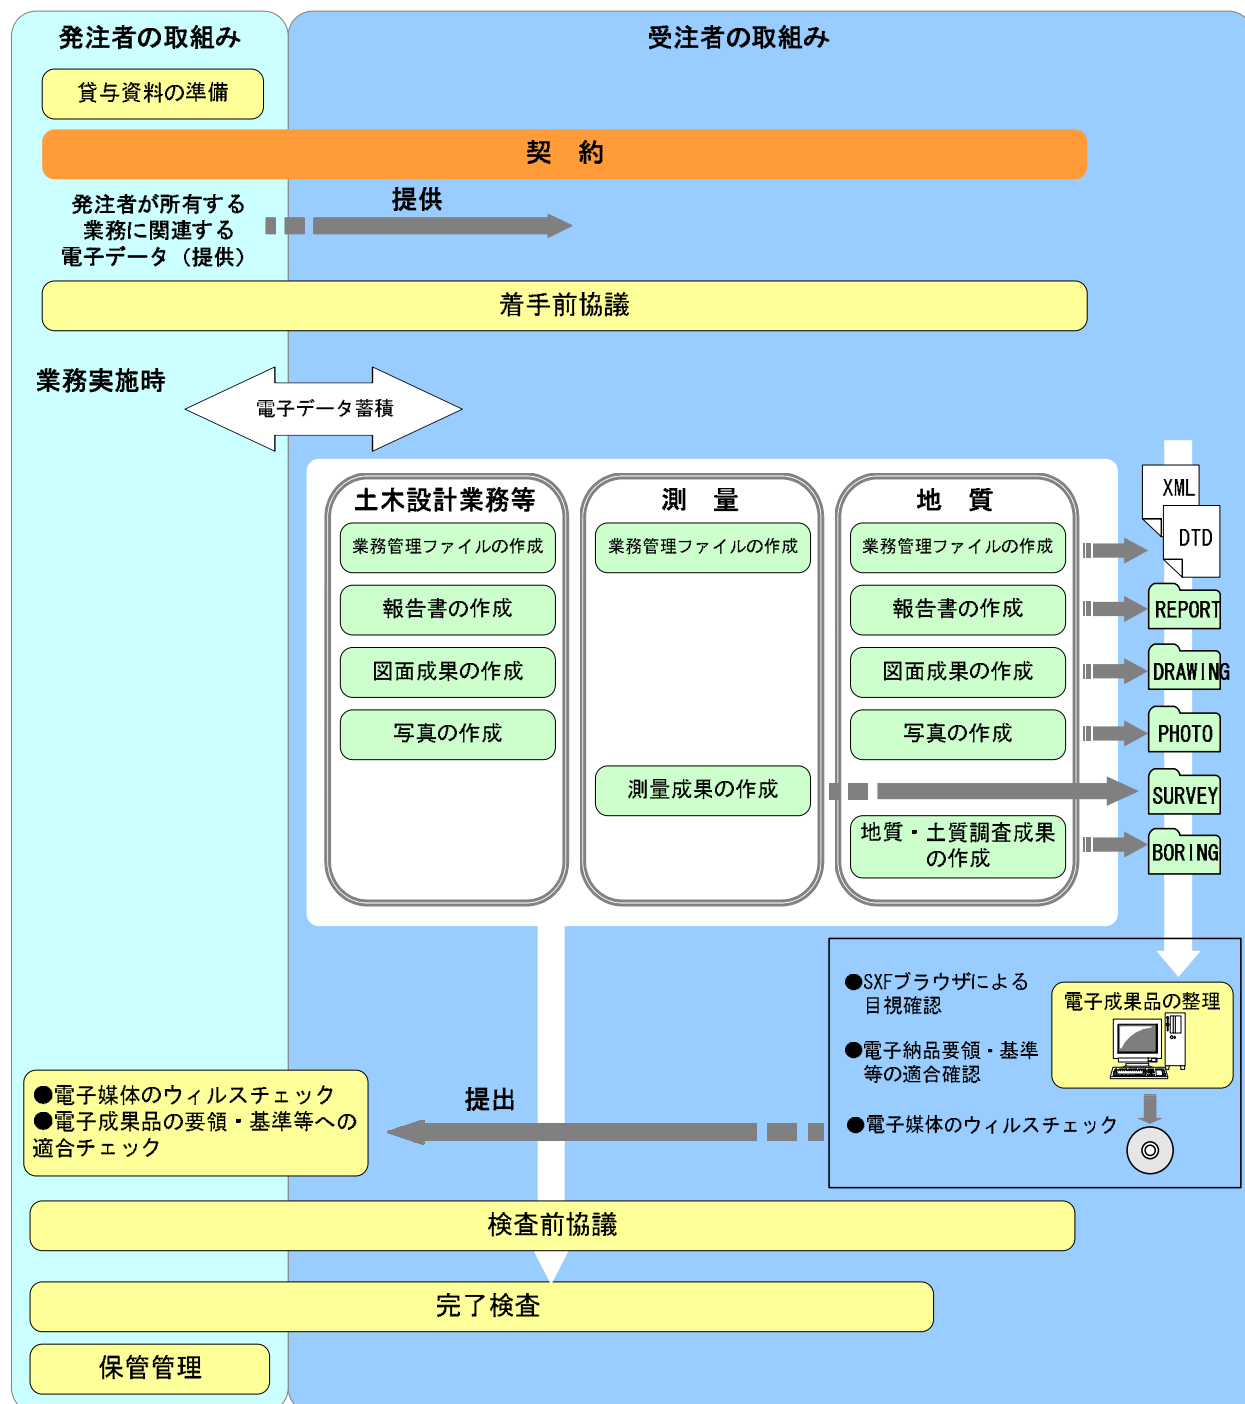 発注者の取組み
受注者の取組み
貸与資料の準備
契　約
発注者が所有する
業務に関連する
電子データ（提供）
提供
着手前協議
業務実施時
電子データ蓄積
土木設計業務等
業務管理ファイルの作成
報告書の作成
図面成果の作成
写真の作成
測　量
業務管理ファイルの作成
測量成果の作成
地　質
業務管理ファイルの作成
報告書の作成
図面成果の作成
写真の作成
地質・土質調査成果
の作成
XML
DTD
REPORT
DRAWING
PHOTO
SURVEY
BORING
●SXFブラウザによる
目視確認
●電子納品要領・基準
等の適合確認
●電子媒体のウィルスチェック
電子成果品の整理
提出
●電子媒体のウィルスチェック
●電子成果品の要領・基準等への
適合チェック
検査前協議
完了検査
保管管理